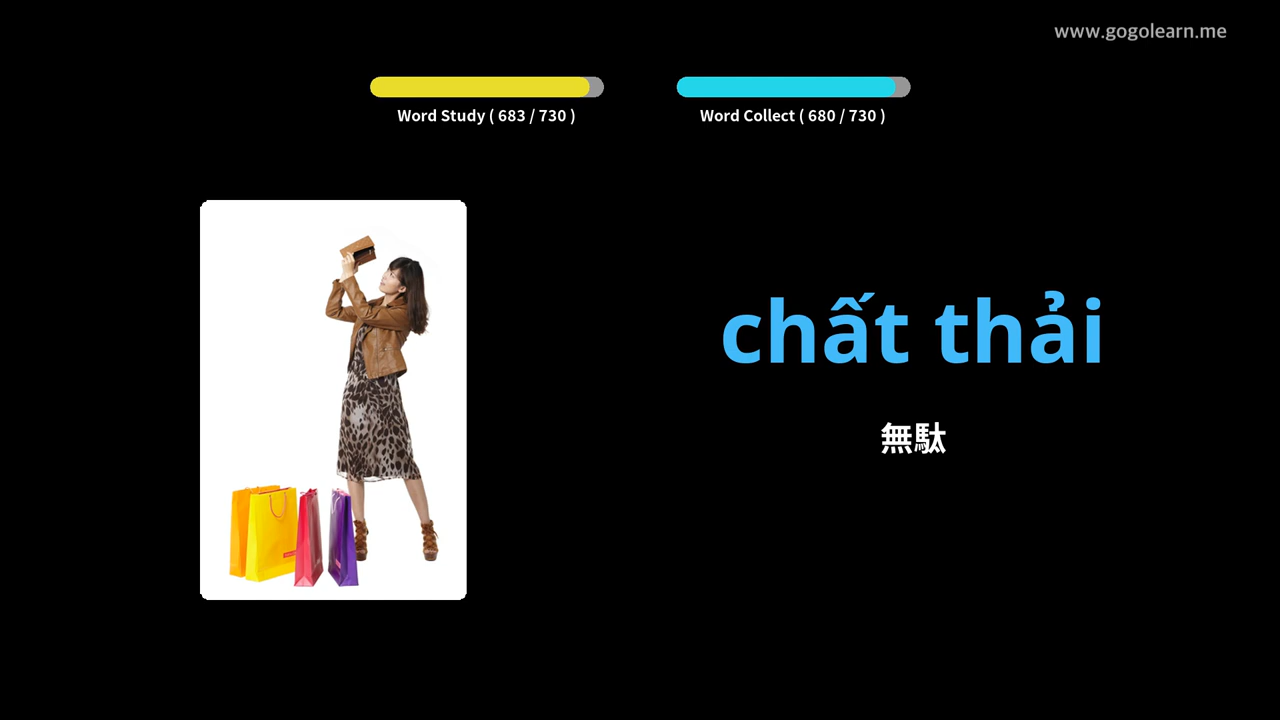 www.gogolearn.me
Word Study ( 683 / 730 )
Word Collect ( 680 / 730 )
chất thải
無駄